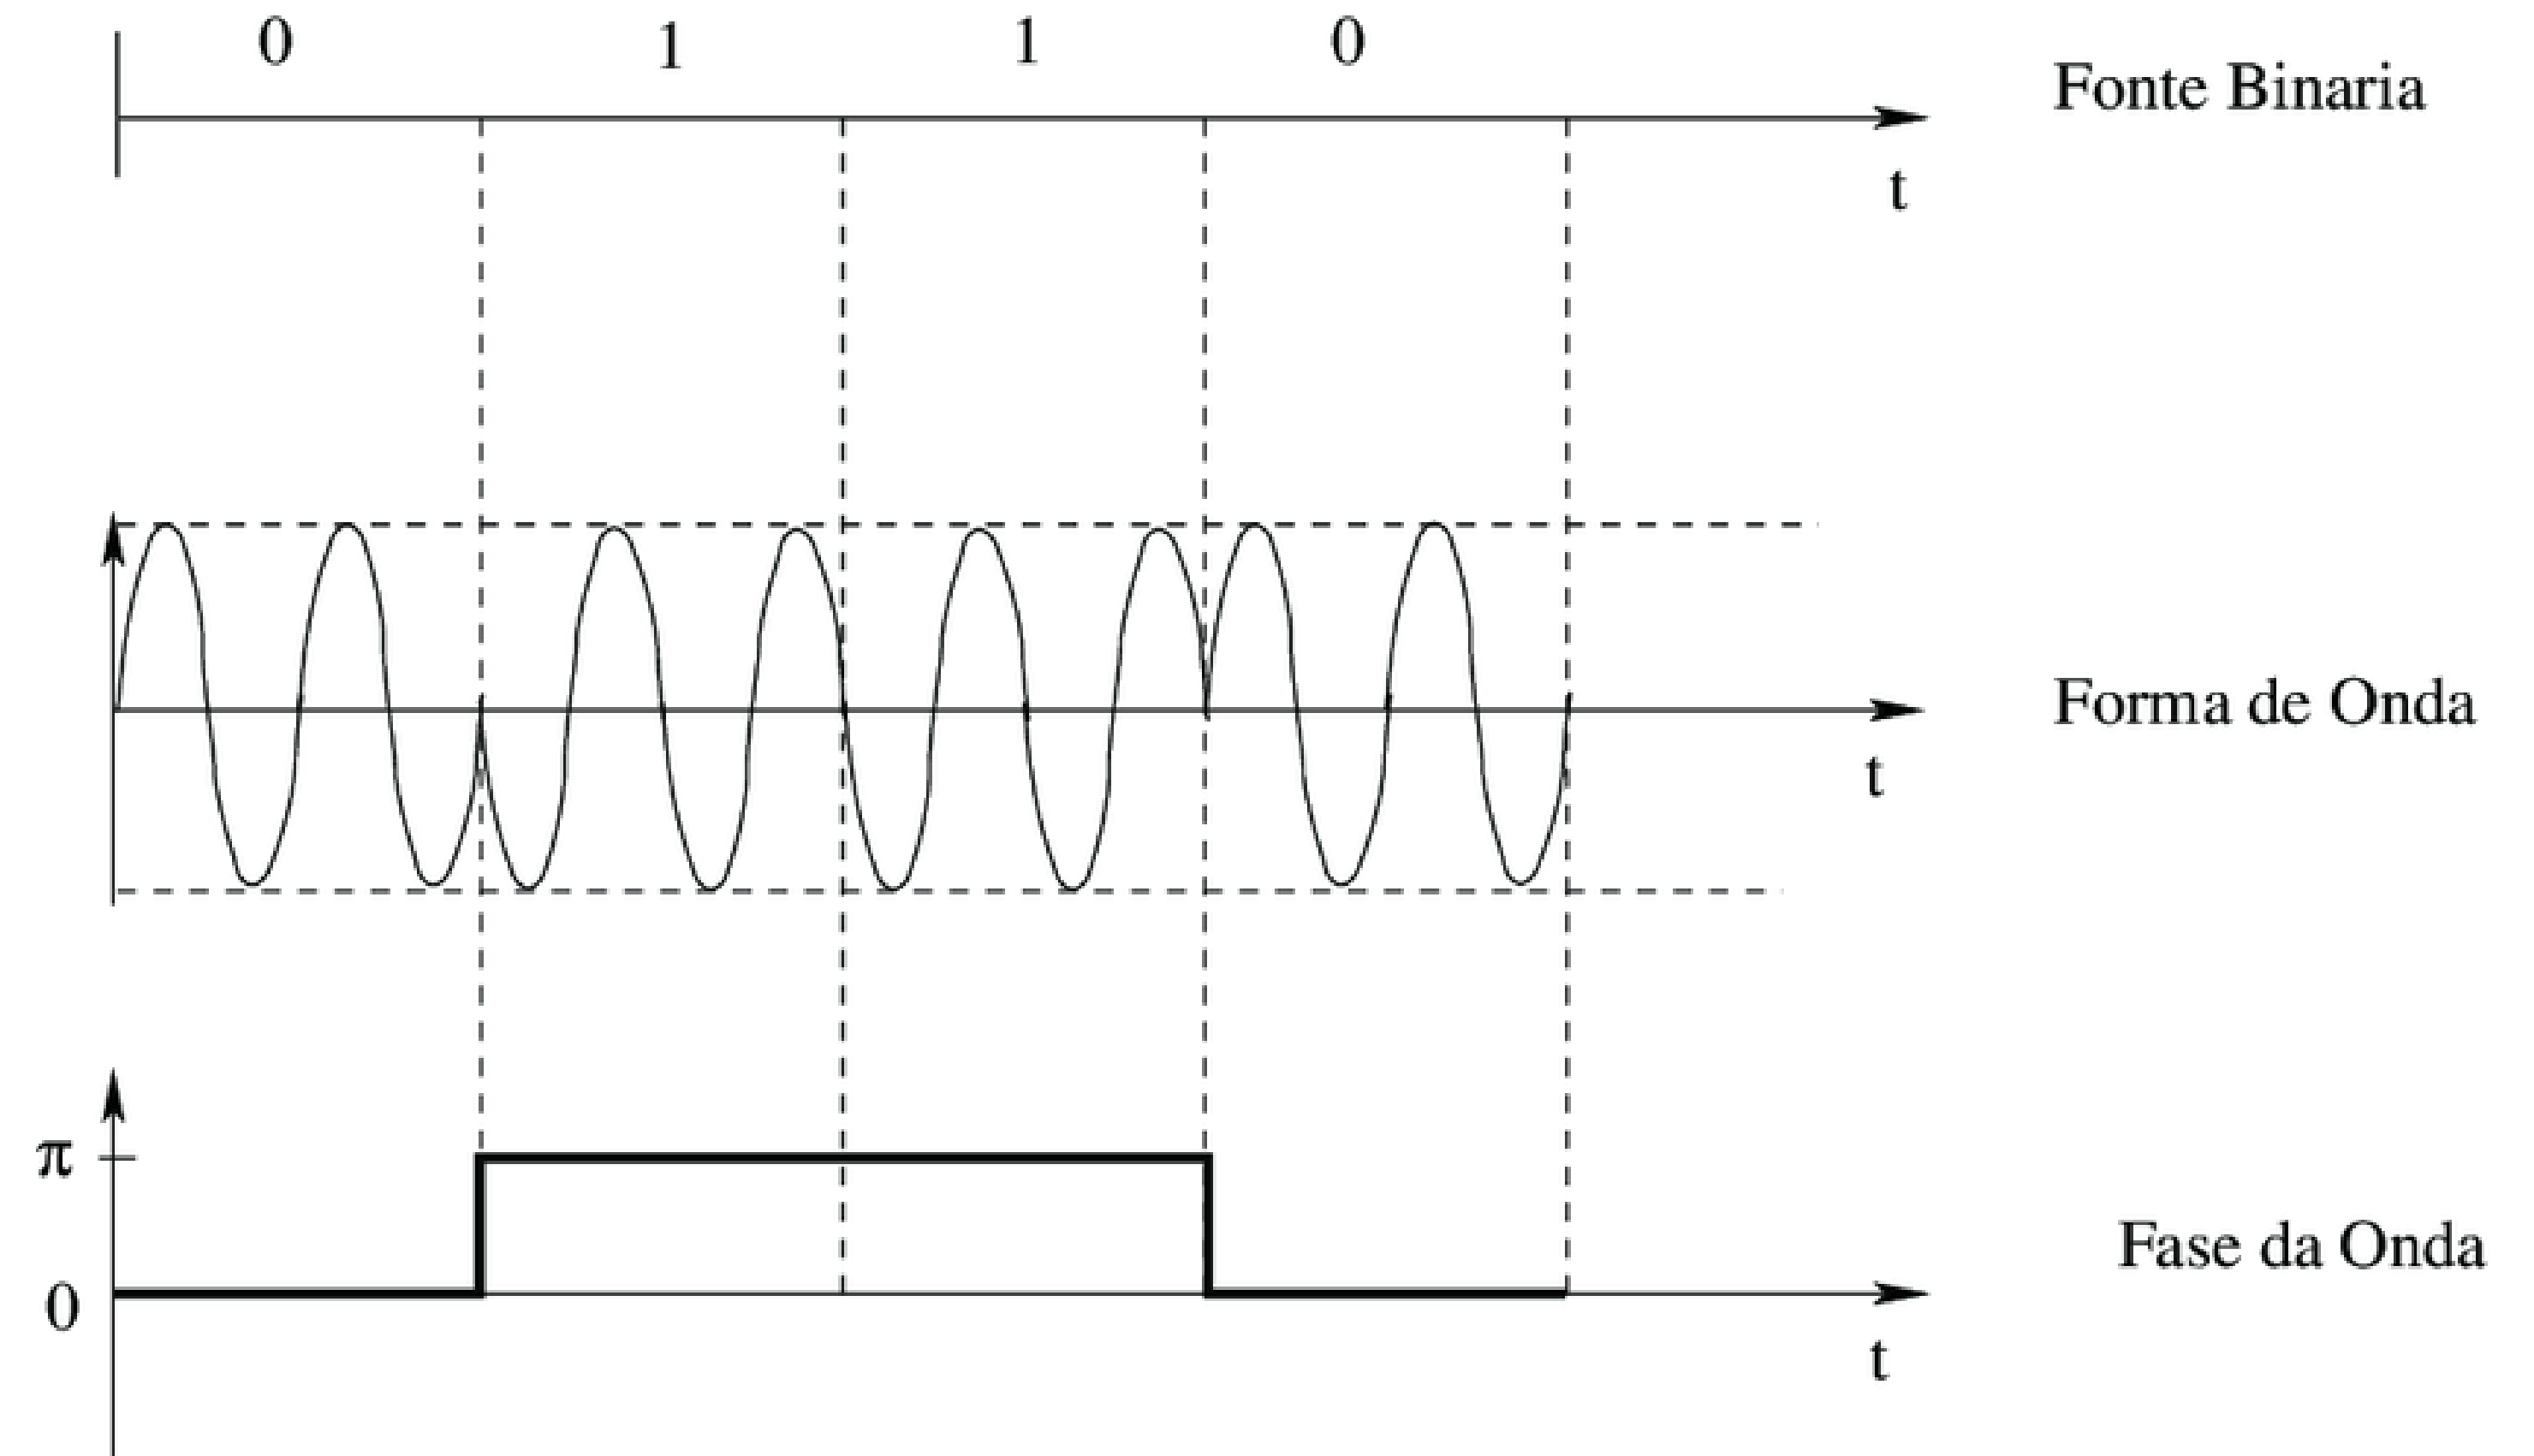 0 1 1 0
Fonte Binaria
t
Forma de Onda
t
π
Fase da Onda
0
t